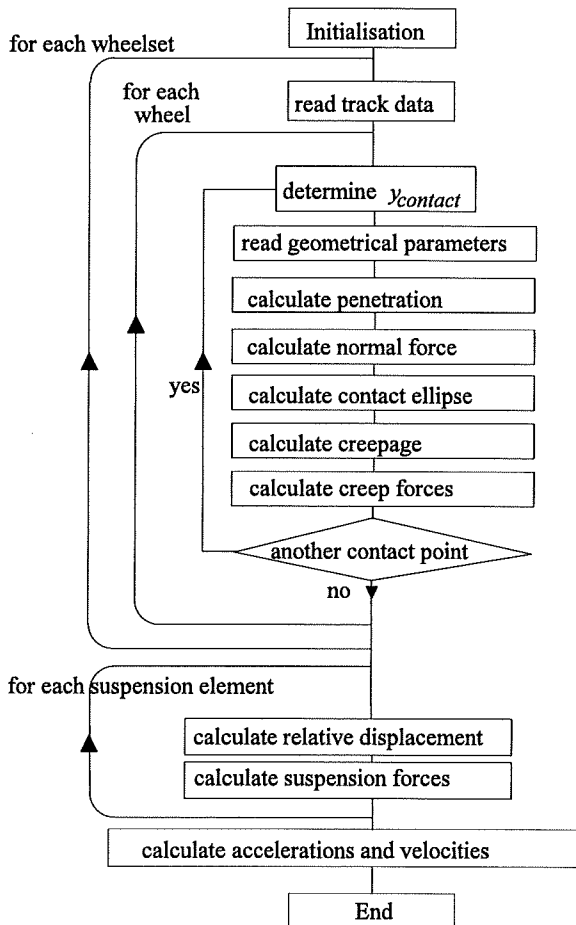 Initialisation
for each wheelset
read track data
for each
wheel
determine y_contact
read geometrical parameters
calculate penetration
calculate normal force
calculate contact ellipse
yes
calculate creepage
calculate creep forces
another contact point
no
for each suspension element
calculate relative displacement
calculate suspension forces
calculate accelerations and velocities
End